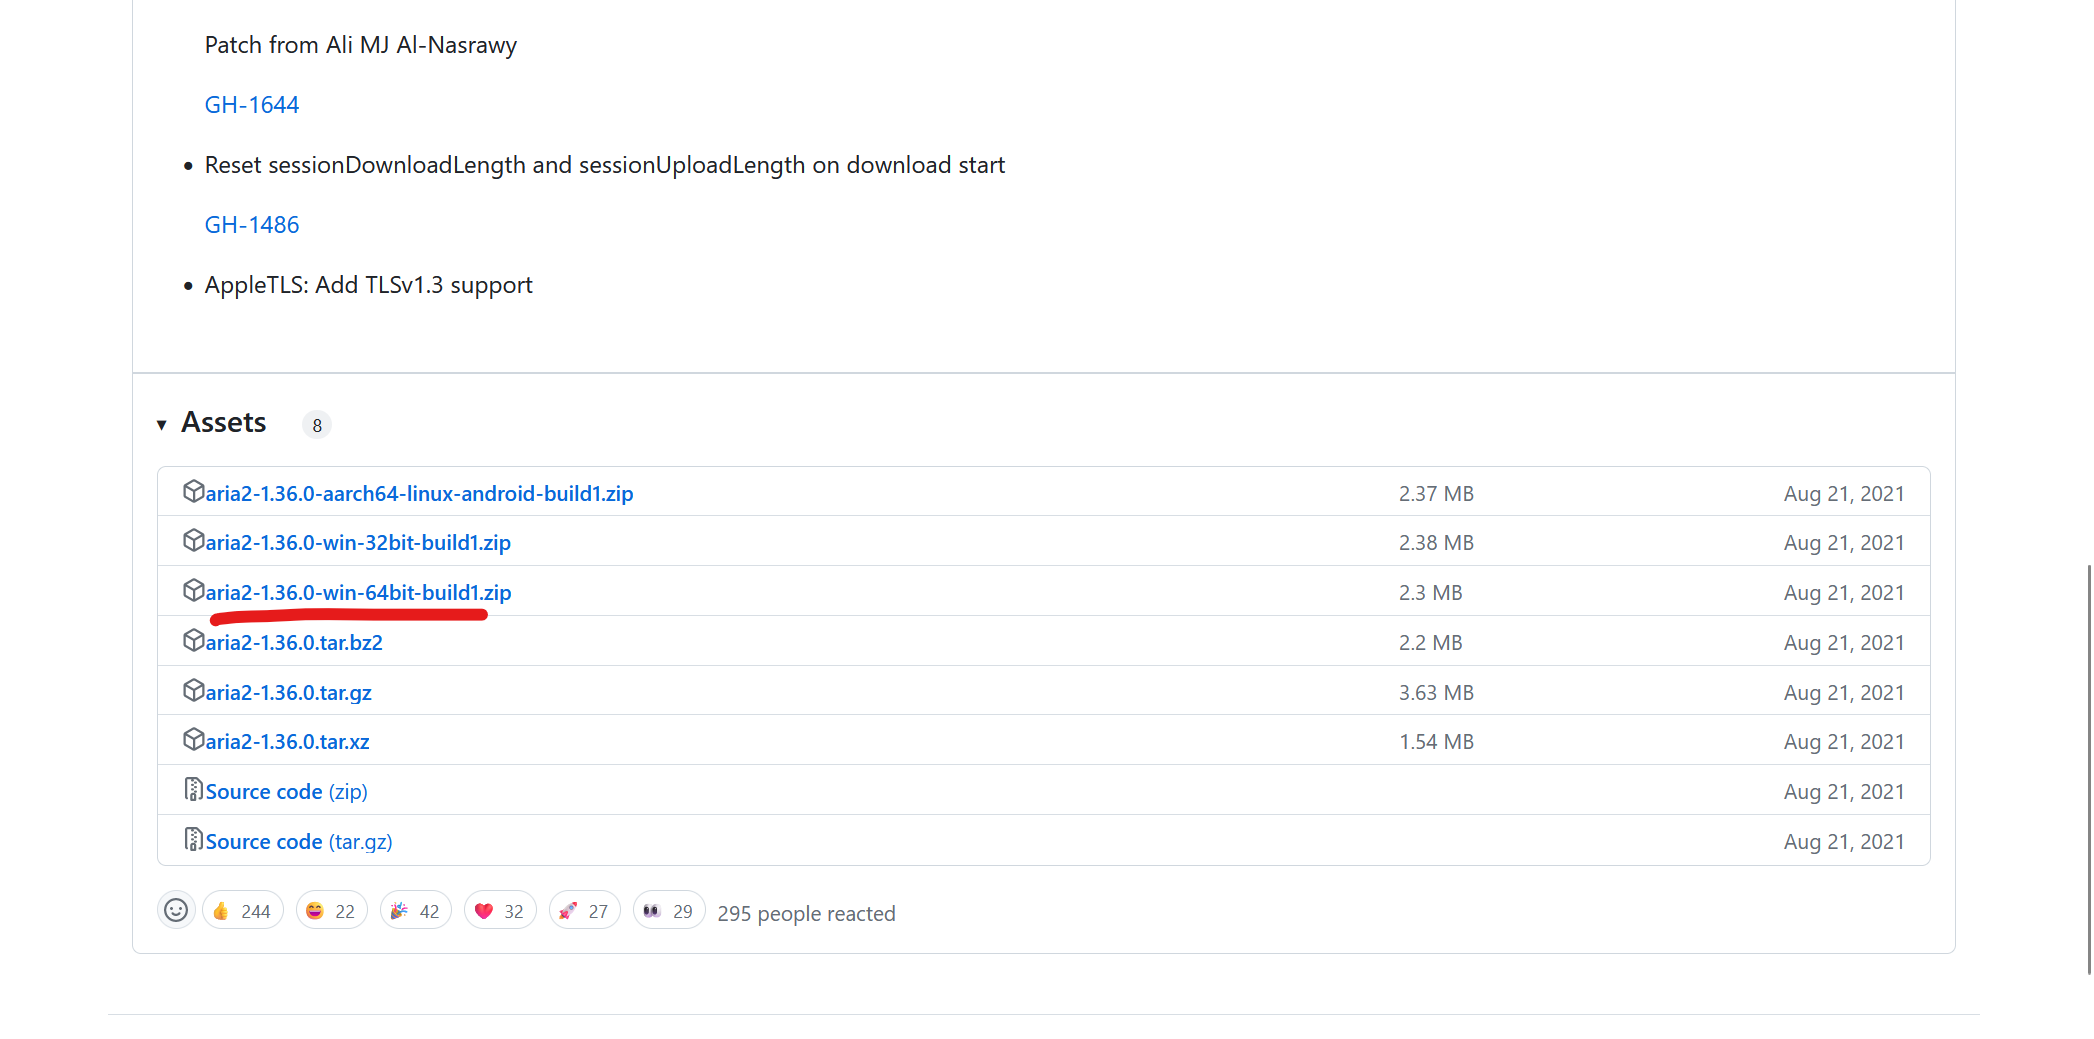 Patch from Ali MJ Al-Nasrawy
GH-1644
• Reset sessionDownloadLength and sessionUploadLength on download start
GH-1486
• AppleTLS: Add TLSv1.3 support
▾ Assets 8
aria2-1.36.0-aarch64-linux-android-build1.zip 2.37 MB Aug 21, 2021
aria2-1.36.0-win-32bit-build1.zip 2.38 MB Aug 21, 2021
aria2-1.36.0-win-64bit-build1.zip 2.3 MB Aug 21, 2021
aria2-1.36.0.tar.bz2 2.2 MB Aug 21, 2021
aria2-1.36.0.tar.gz 3.63 MB Aug 21, 2021
aria2-1.36.0.tar.xz 1.54 MB Aug 21, 2021
Source code (zip) Aug 21, 2021
Source code (tar.gz) Aug 21, 2021
👍 244 😄 22 🎉 42 ❤️ 32 🚀 27 👀 29 295 people reacted